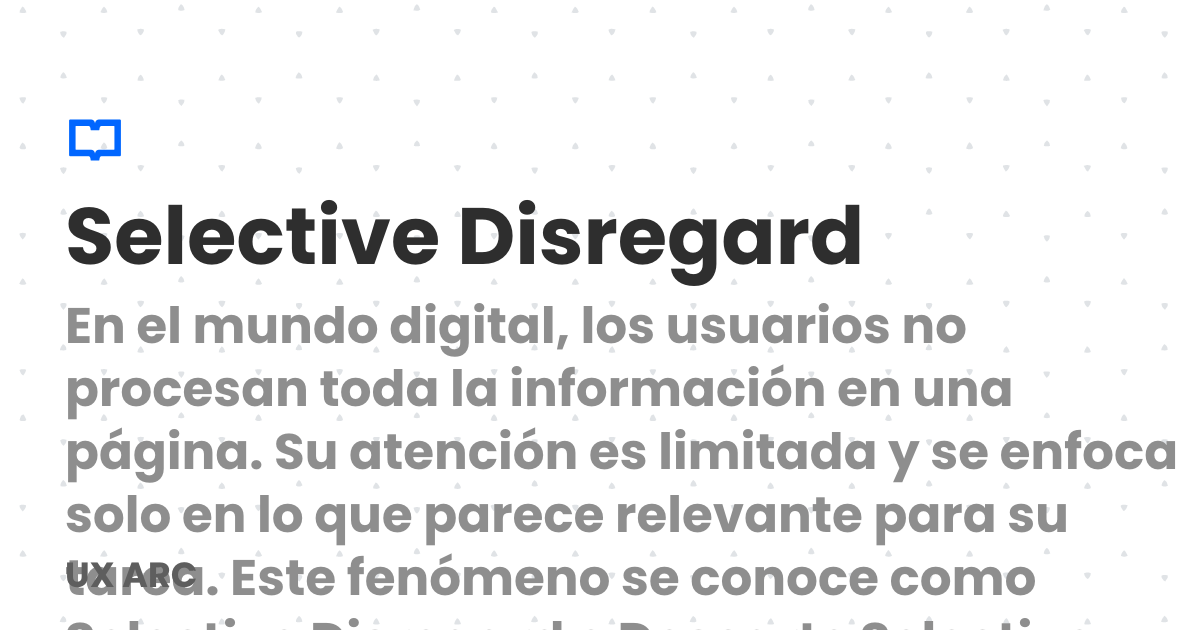 Selective Disregard
En el mundo digital, los usuarios no
procesan toda la información en una
página. Su atención es limitada y se enfoca
solo en lo que parece relevante para su
tarea. Este fenómeno se conoce como
UX ARC